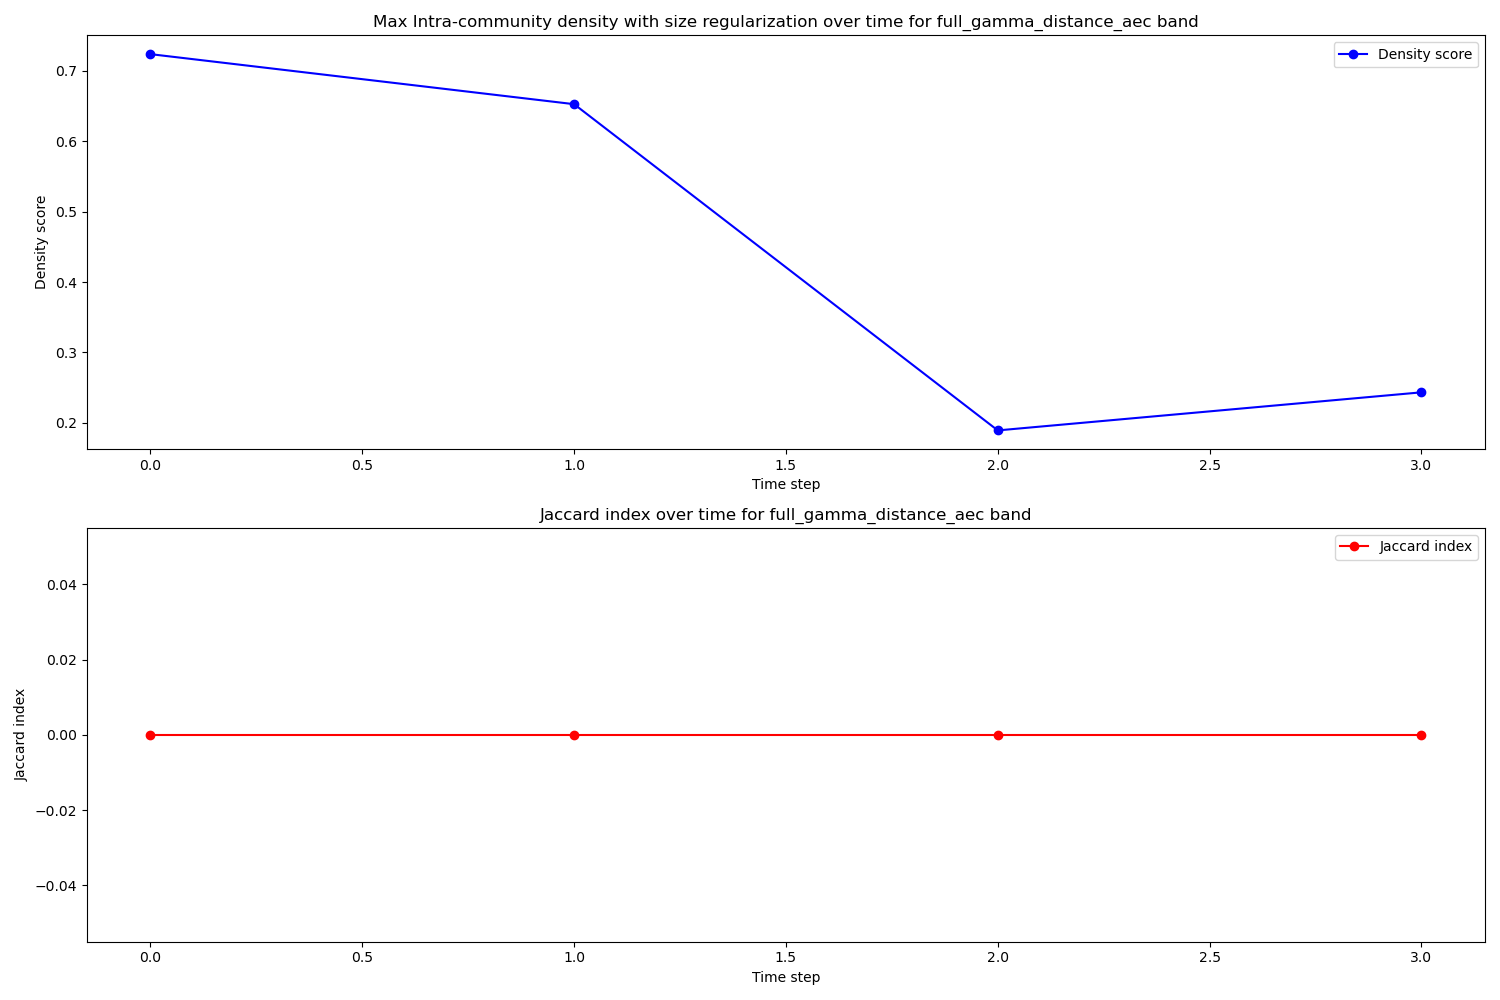 Max Intra-community density with size regularization over time for full_gamma_distance_aec band
Density score
0.7
0.6
0.5
0.4
0.3
0.2
Density score
0.0 0.5 1.0 1.5 2.0 2.5 3.0
Time step
Jaccard index over time for full_gamma_distance_aec band
Jaccard index
0.04
0.02
0.00
−0.02
−0.04
Jaccard index
0.0 0.5 1.0 1.5 2.0 2.5 3.0
Time step